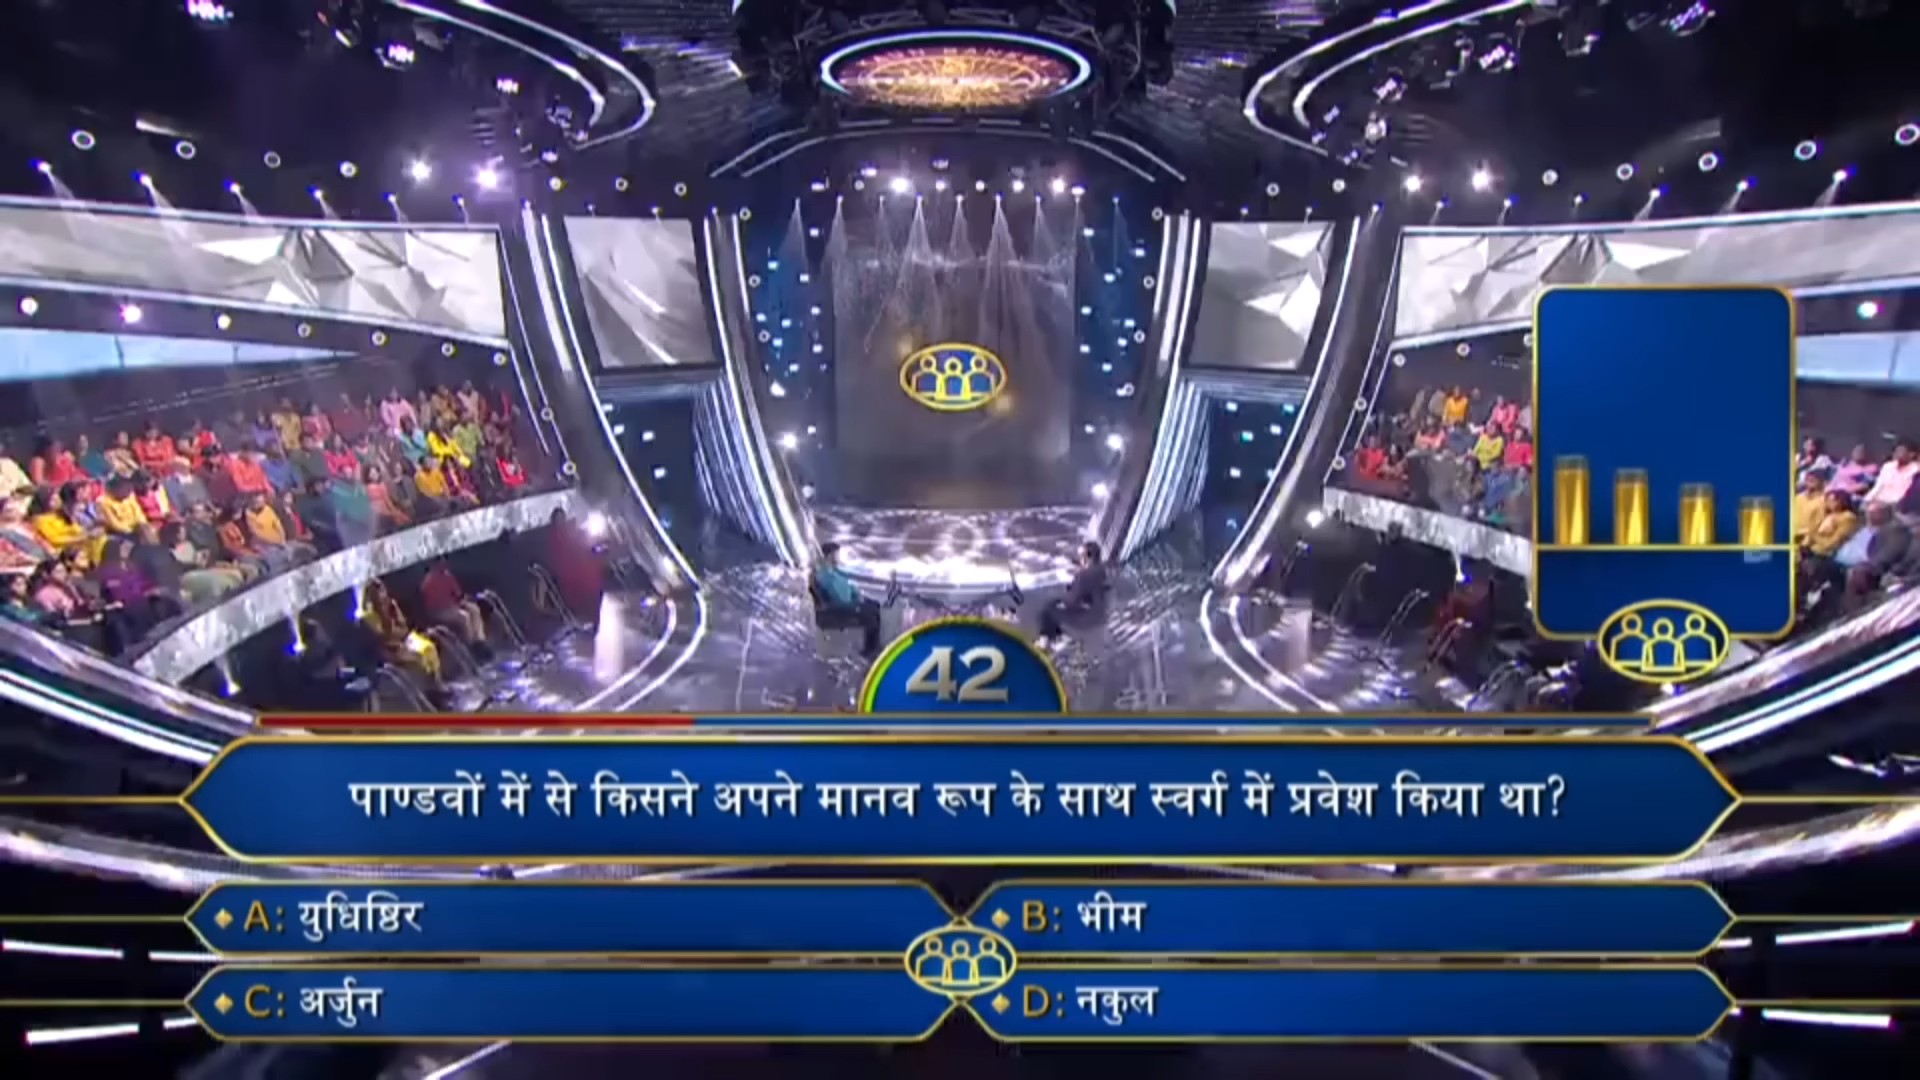 42
पाण्डवों में से किसने अपने मानव रूप के साथ स्वर्ग में प्रवेश किया था?
A: युधिष्ठिर
B: भीम
C: अर्जुन
D: नकुल